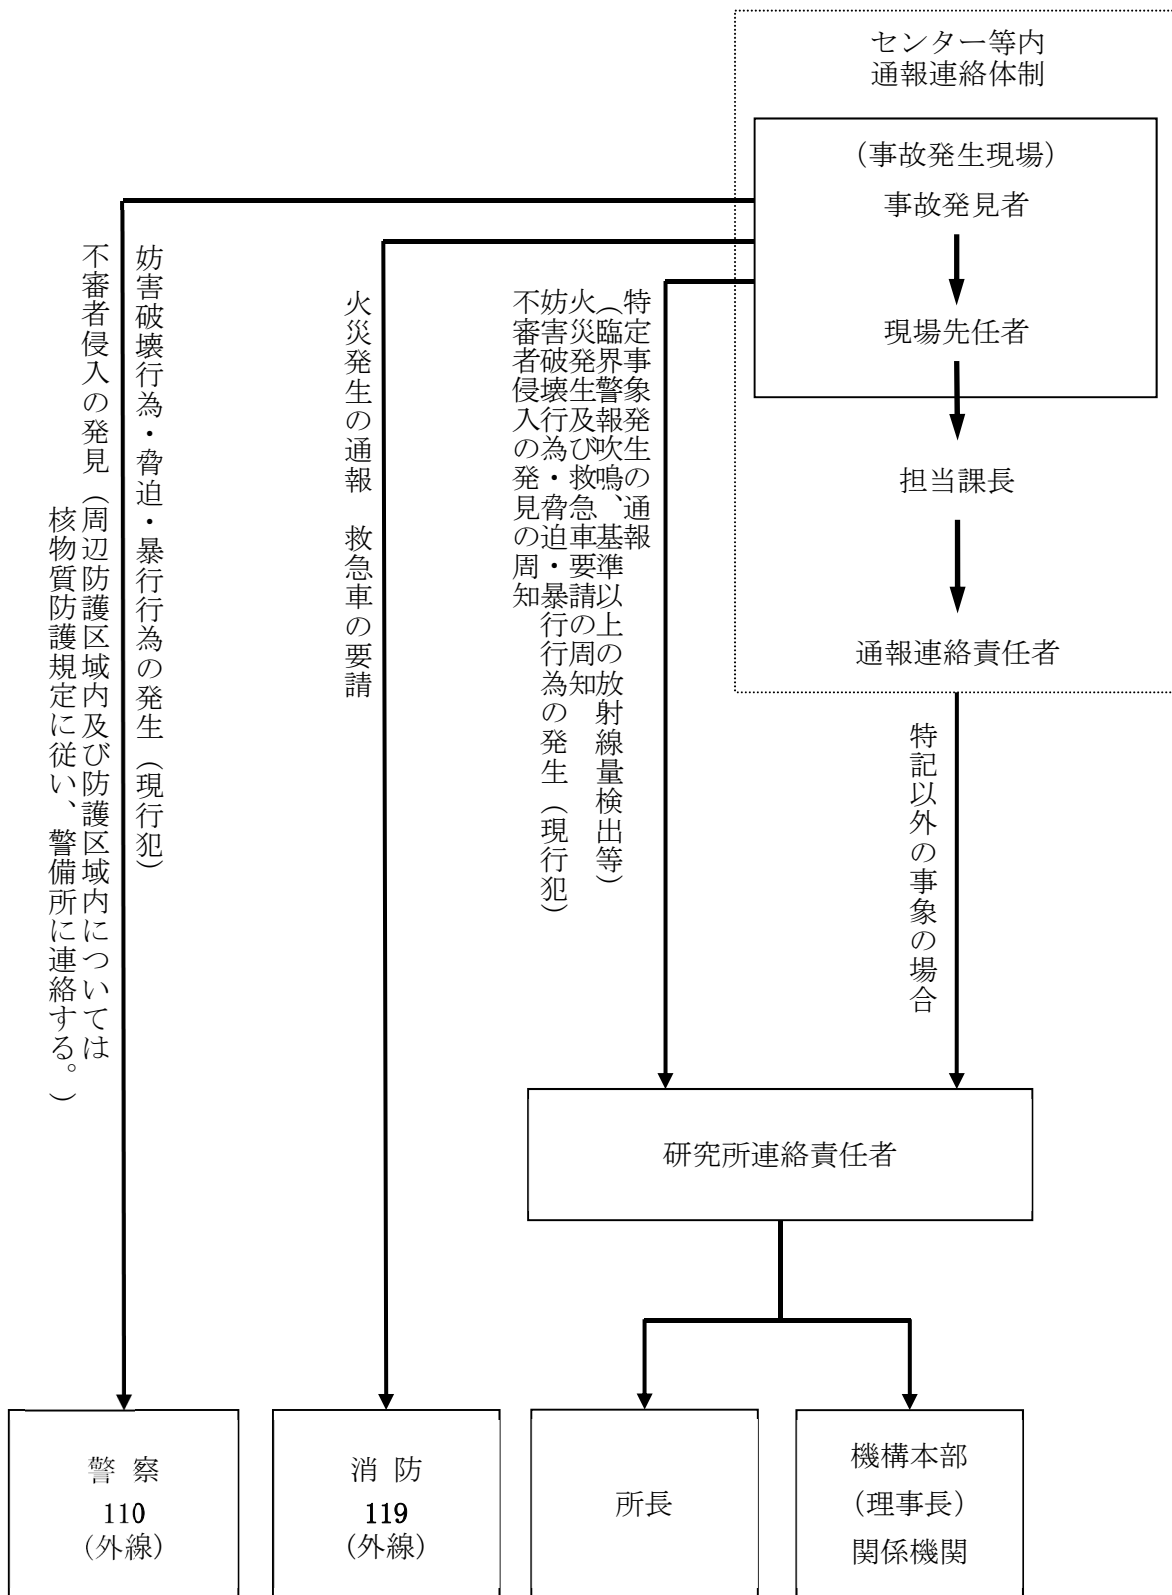 センター等内
通報連絡体制
（事故発生現場）
事故発見者
現場先任者
担当課長
通報連絡責任者
特記以外の事象の場合
特定事象発生の通報
（臨界警報吹鳴、基準以上の放射線量検出等）
火災発生及び救急車要請の周知
妨害破壊行為・脅迫・暴行行為の発生（現行犯）
不審者侵入の発見の周知
火災発生の通報　救急車の要請
妨害破壊行為・脅迫・暴行行為の発生（現行犯）
不審者侵入の発見（周辺防護区域内及び防護区域内については
核物質防護規定に従い、警備所に連絡する。）
研究所連絡責任者
警 察
110
（外線）
消 防
119
（外線）
所長
機構本部
（理事長）
関係機関